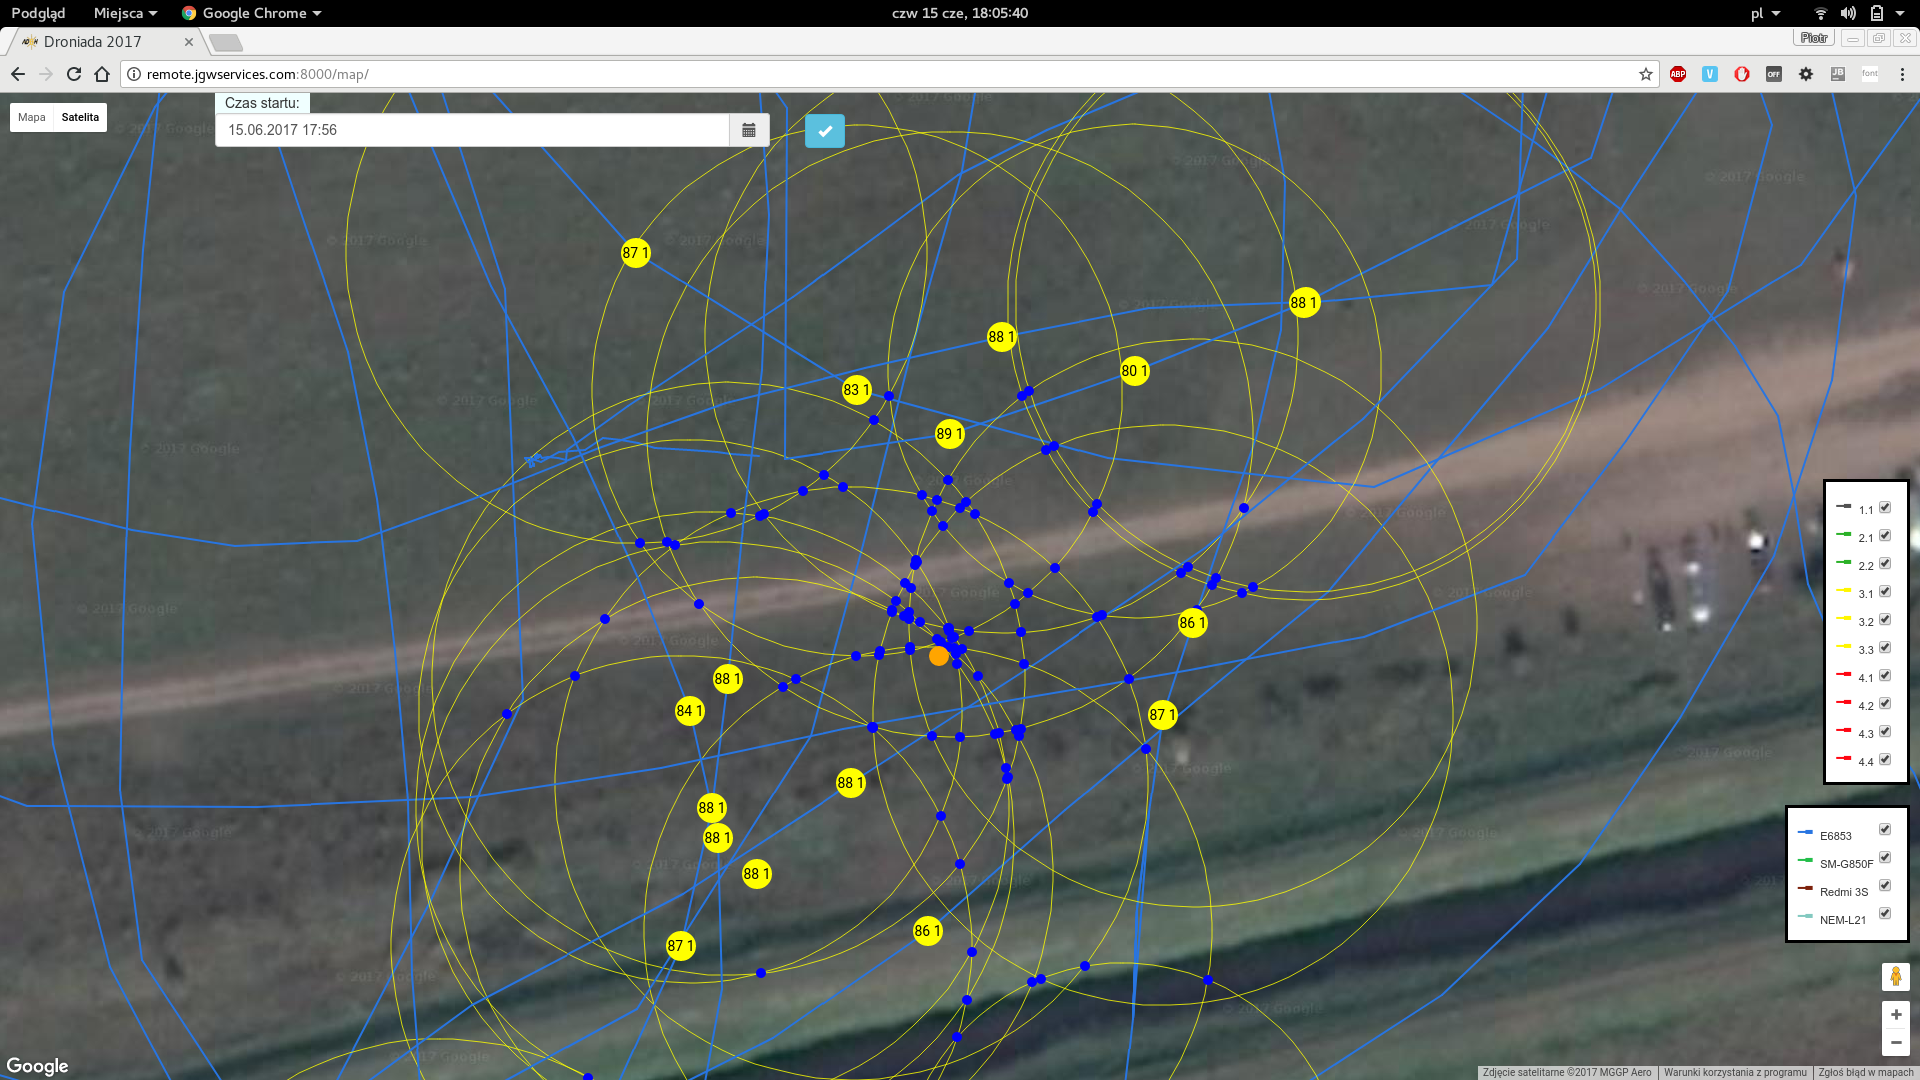 Podgląd Miejsca Google Chrome czw 15 cze, 18:05:40 pl
Droniada 2017 Piotr
remote.jgwservices.com:8000/map/ ABP V OFF JB font
Mapa Satelita
Czas startu:
15.06.2017 17:56
87 1
88 1
88 1
80 1
83 1
89 1
86 1
88 1
84 1
87 1
88 1
88 1
88 1
88 1
86 1
87 1
1.1
2.1
2.2
3.1
3.2
3.3
4.1
4.2
4.3
4.4
E6853
SM-G850F
Redmi 3S
NEM-L21
© 2017 Google
Google
Zdjęcie satelitarne ©2017 MGGP Aero Warunki korzystania z programu Zgłoś błąd w mapach